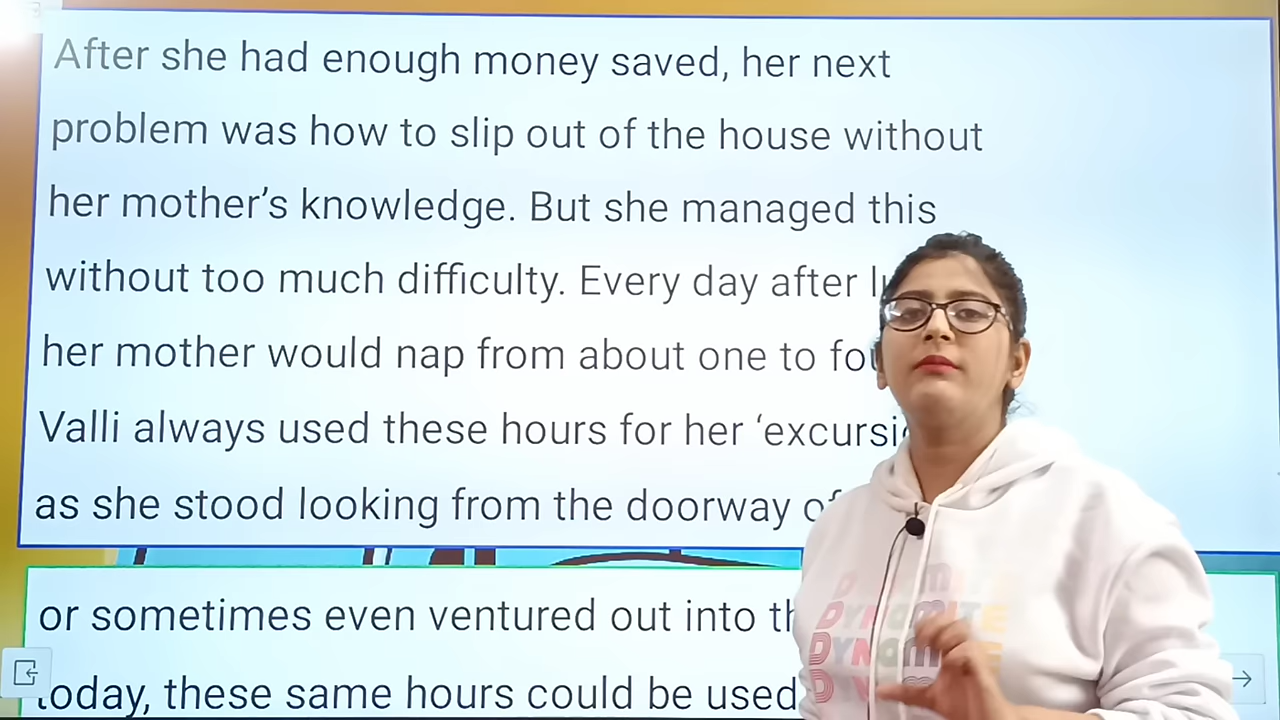 After she had enough money saved, her next
problem was how to slip out of the house without
her mother's knowledge. But she managed this
without too much difficulty. Every day after
her mother would nap from about one to
Valli always used these hours for her
as she stood looking from the doorway
or sometimes even ventured out into
today, these same hours could be used
DYNAMITE
DYNAMITE